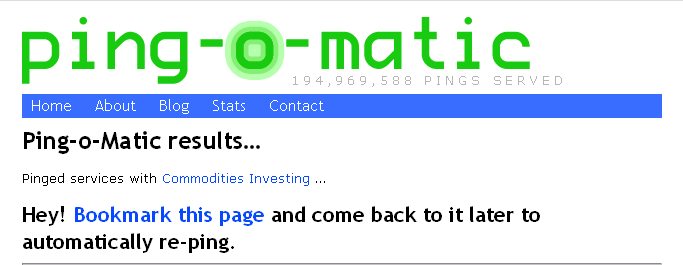 ping-o-matic
194,969,588 PINGS SERVED
Home About Blog Stats Contact
Ping-o-Matic results...
Pinged services with Commodities Investing ...
Hey! Bookmark this page and come back to it later to
automatically re-ping.